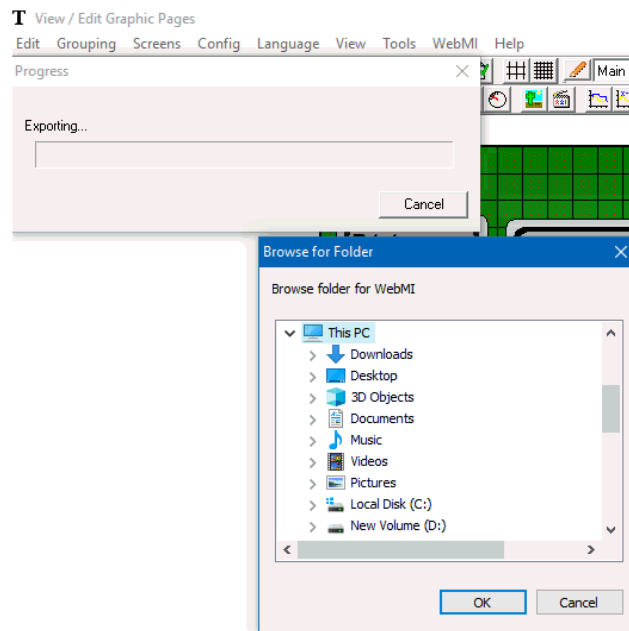 T View / Edit Graphic Pages
Edit Grouping Screens Config Language View Tools WebMI Help
Progress
Main
Exporting...
Cancel
Browse for Folder
Browse folder for WebMI
This PC
Downloads
Desktop
3D Objects
Documents
Music
Videos
Pictures
Local Disk (C:)
New Volume (D:)
OK Cancel